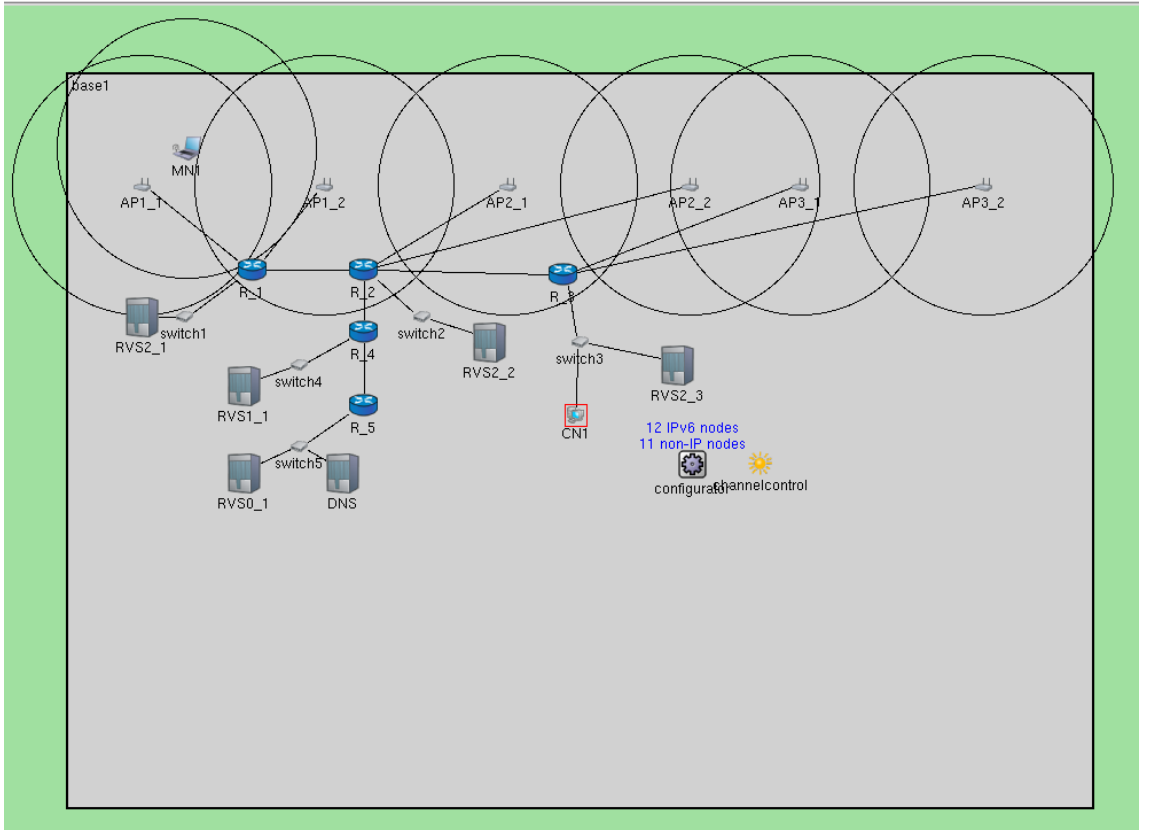 base1
MN1
AP1_1
AP1_2
AP2_1
AP2_2
AP3_1
AP3_2
R_1
R_2
R_3
RVS2_1
switch1
switch2
R_4
switch3
RVS2_2
switch4
RVS1_1
RVS2_3
R_5
CN1
12 IPv6 nodes
11 non-IP nodes
switch5
configurator
channelcontrol
RVS0_1
DNS